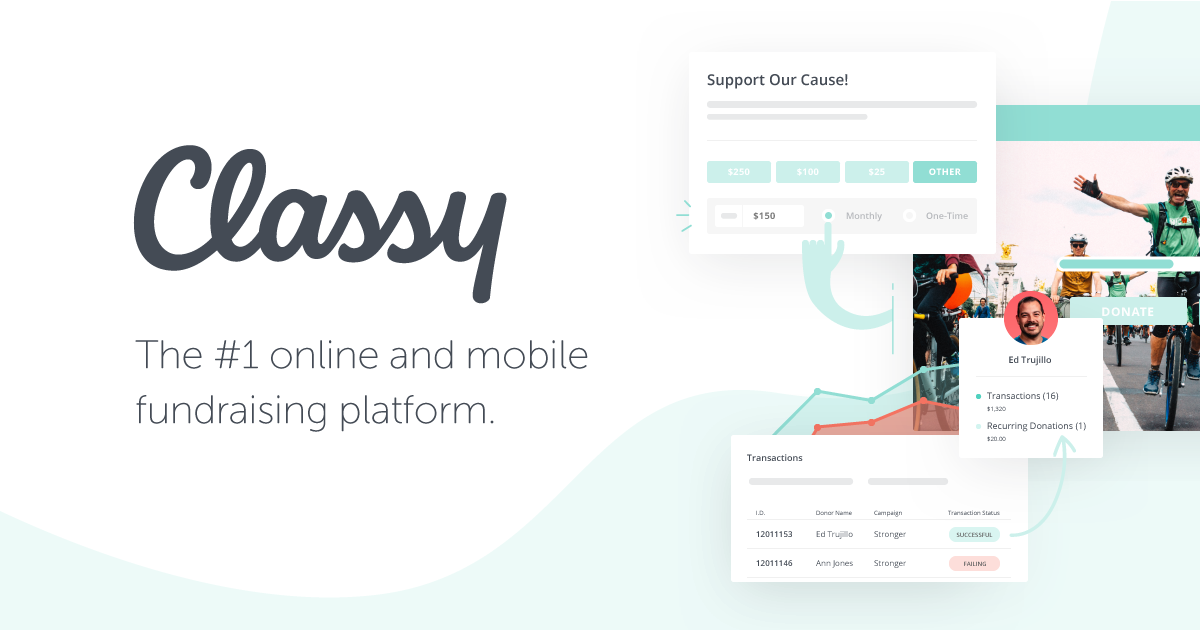 Classy
The #1 online and mobile
fundraising platform.
Support Our Cause!
$250 $100 $25 OTHER
$150 Monthly One-Time
DONATE
Ed Trujillo
Transactions (16)
$1,320
Recurring Donations (1)
$20.00
Transactions
I.D. Donor Name Campaign Transaction Status
12011153 Ed Trujillo Stronger SUCCESSFUL
12011146 Ann Jones Stronger FAILING